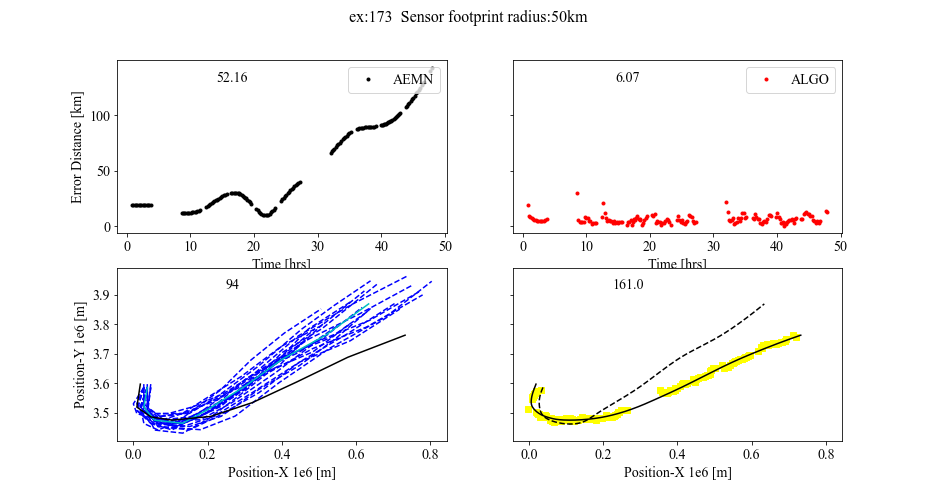 ex:173  Sensor footprint radius:50km
52.16
AEMN
6.07
ALGO
Error Distance [km]
100
50
0
0 10 20 30 40 50
0 10 20 30 40 50
Time [hrs]
Time [hrs]
94
161.0
Position-Y 1e6 [m]
3.9
3.8
3.7
3.6
3.5
0.0 0.2 0.4 0.6 0.8
0.0 0.2 0.4 0.6 0.8
Position-X 1e6 [m]
Position-X 1e6 [m]